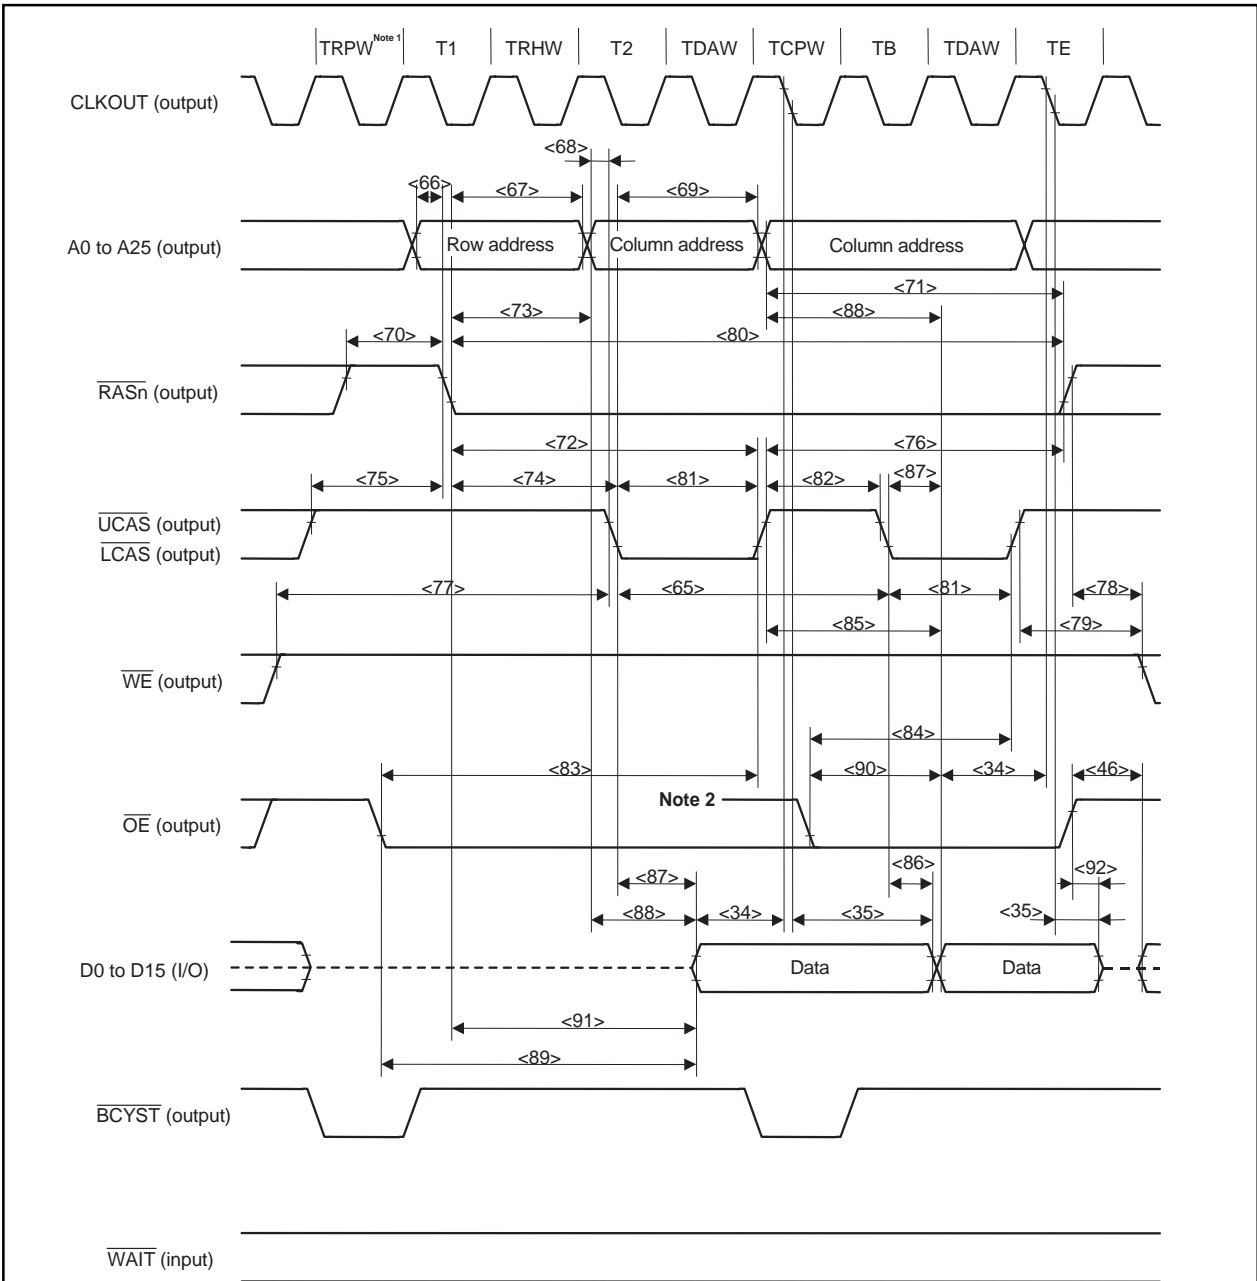 TRPW Note 1 T1 TRHW T2 TDAW TCPW TB TDAW TE
CLKOUT (output)
<68>
<66> <67> <69>
A0 to A25 (output) Row address Column address Column address
<71>
<73> <88>
<70> <80>
RASn (output)
<72> <76>
<75> <74> <81> <82> <87>
UCAS (output)
LCAS (output)
<77> <65> <81> <78>
<85> <79>
WE (output)
<84>
<83> <90> <34> <46>
Note 2
OE (output)
<86>
<87> <92>
<88> <34> <35> <35>
D0 to D15 (I/O) Data Data
<91>
<89>
BCYST (output)
WAIT (input)